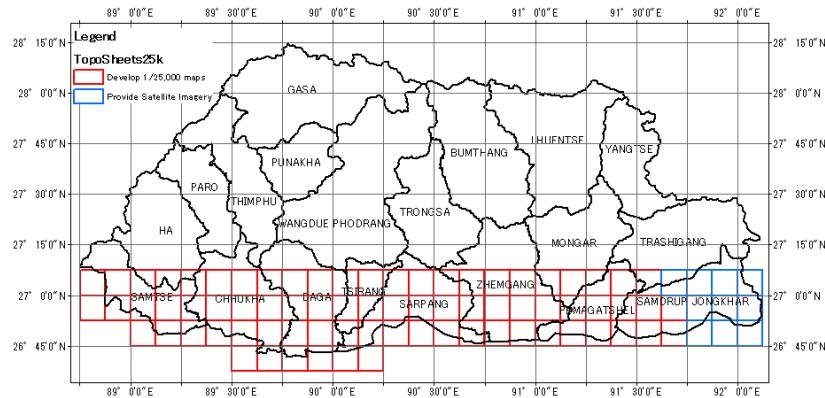 89° 0'0"E 89° 30'0"E 90° 0'0"E 90° 30'0"E 91° 0'0"E 91° 30'0"E 92° 0'0"E
28° 15'0"N 28° 15'0"N
Legend
TopoSheets25k
Develop 1/25,000 maps
Provide Satellite Imagery
28° 0'0"N 28° 0'0"N
GASA
27° 45'0"N 27° 45'0"N
PUNAKHA BUMTHANG LHUENTSE YANGTSE
27° 30'0"N 27° 30'0"N
PARO THIMPHU TRONGSA
WANGDUE PHODRANG
HA
27° 15'0"N 27° 15'0"N
MONGAR TRASHIGANG
27° 0'0"N 27° 0'0"N
SAMTSE CHHUKHA DAGA TSIRANG SARPANG ZHEMGANG PEMAGATSHEL SAMDRUP JONGKHAR
26° 45'0"N 26° 45'0"N
89° 0'0"E 89° 30'0"E 90° 0'0"E 90° 30'0"E 91° 0'0"E 91° 30'0"E 92° 0'0"E